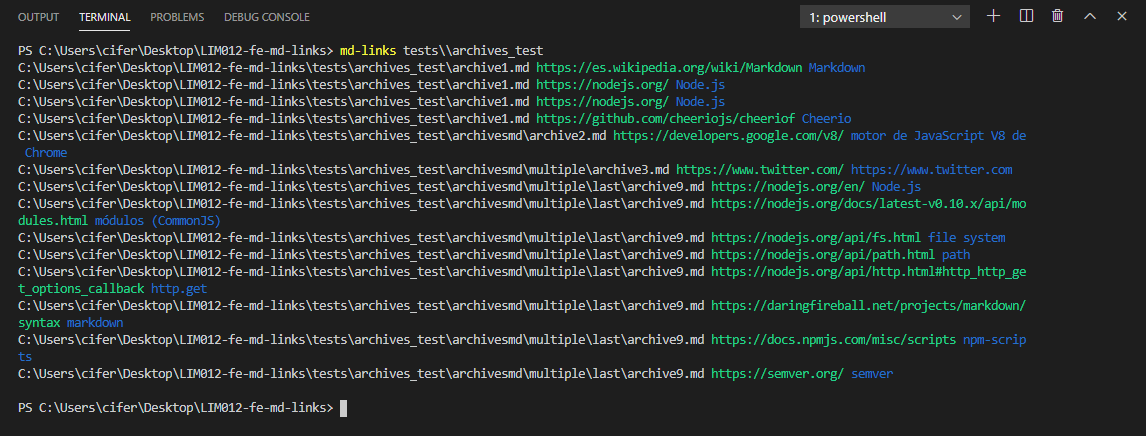 OUTPUT TERMINAL PROBLEMS DEBUG CONSOLE 1: powershell
PS C:\Users\cifer\Desktop\LIM012-fe-md-links> md-links tests\\archives_test
C:\Users\cifer\Desktop\LIM012-fe-md-links\tests\archives_test\archive1.md https://es.wikipedia.org/wiki/Markdown Markdown
C:\Users\cifer\Desktop\LIM012-fe-md-links\tests\archives_test\archive1.md https://nodejs.org/ Node.js
C:\Users\cifer\Desktop\LIM012-fe-md-links\tests\archives_test\archive1.md https://nodejs.org/ Node.js
C:\Users\cifer\Desktop\LIM012-fe-md-links\tests\archives_test\archive1.md https://github.com/cheeriojs/cheeriof Cheerio
C:\Users\cifer\Desktop\LIM012-fe-md-links\tests\archives_test\archivesmd\archive2.md https://developers.google.com/v8/ motor de JavaScript V8 de
Chrome
C:\Users\cifer\Desktop\LIM012-fe-md-links\tests\archives_test\archivesmd\multiple\archive3.md https://www.twitter.com/ https://www.twitter.com
C:\Users\cifer\Desktop\LIM012-fe-md-links\tests\archives_test\archivesmd\multiple\last\archive9.md https://nodejs.org/en/ Node.js
C:\Users\cifer\Desktop\LIM012-fe-md-links\tests\archives_test\archivesmd\multiple\last\archive9.md https://nodejs.org/docs/latest-v0.10.x/api/mo
dules.html módulos (CommonJS)
C:\Users\cifer\Desktop\LIM012-fe-md-links\tests\archives_test\archivesmd\multiple\last\archive9.md https://nodejs.org/api/fs.html file system
C:\Users\cifer\Desktop\LIM012-fe-md-links\tests\archives_test\archivesmd\multiple\last\archive9.md https://nodejs.org/api/path.html path
C:\Users\cifer\Desktop\LIM012-fe-md-links\tests\archives_test\archivesmd\multiple\last\archive9.md https://nodejs.org/api/http.html#http_http_ge
t_options_callback http.get
C:\Users\cifer\Desktop\LIM012-fe-md-links\tests\archives_test\archivesmd\multiple\last\archive9.md https://daringfireball.net/projects/markdown/
syntax markdown
C:\Users\cifer\Desktop\LIM012-fe-md-links\tests\archives_test\archivesmd\multiple\last\archive9.md https://docs.npmjs.com/misc/scripts npm-scrip
ts
C:\Users\cifer\Desktop\LIM012-fe-md-links\tests\archives_test\archivesmd\multiple\last\archive9.md https://semver.org/ semver
PS C:\Users\cifer\Desktop\LIM012-fe-md-links>